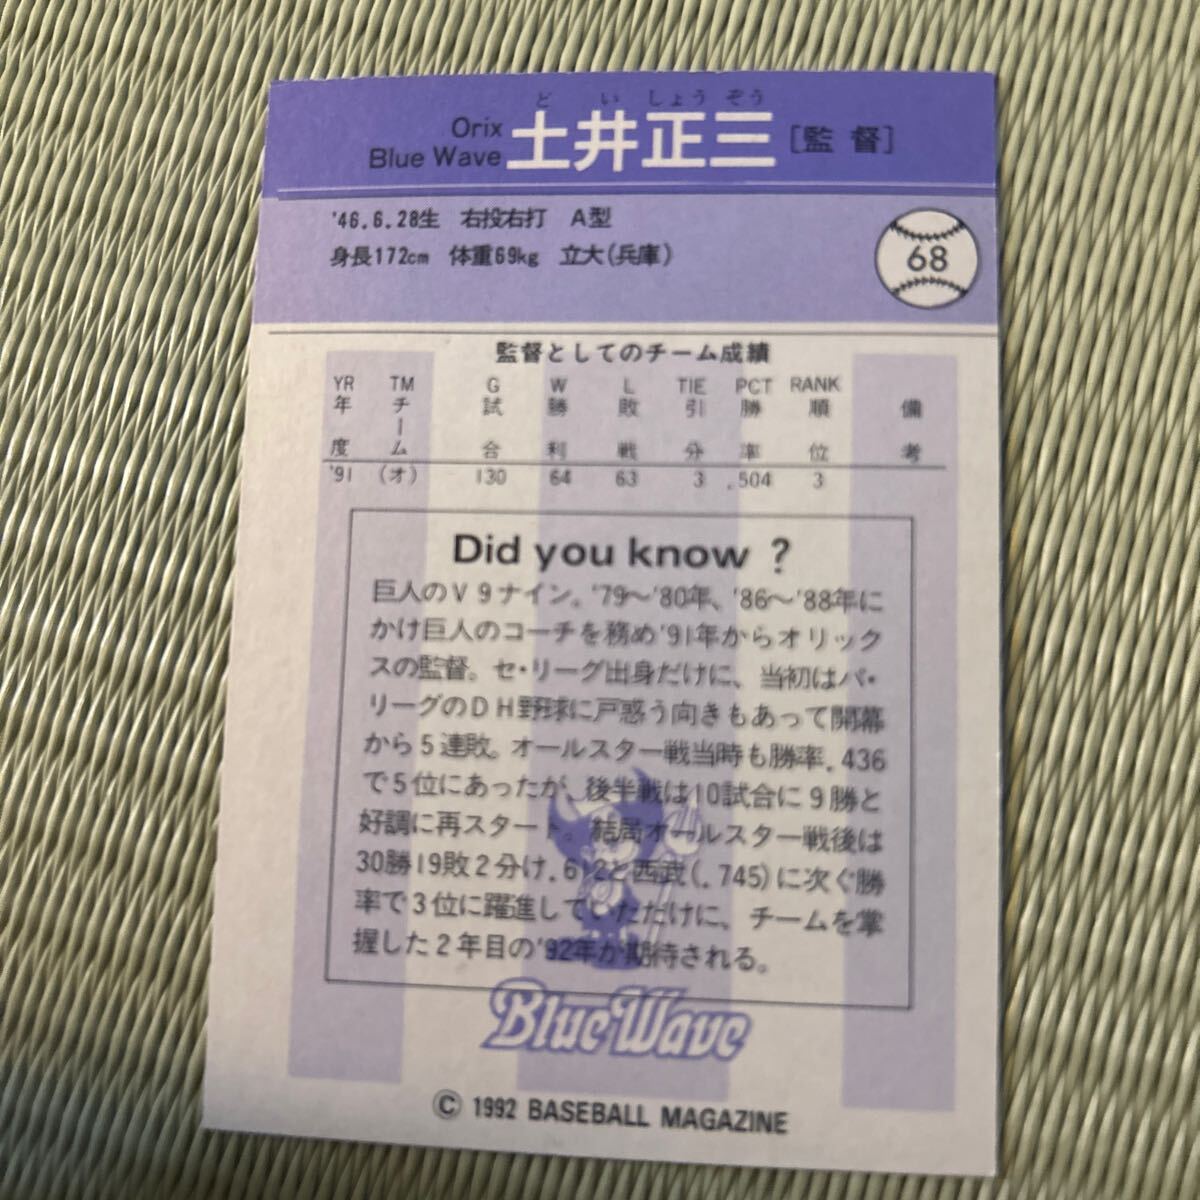 ど い しょう ぞう
Orix
Blue Wave 土井正三 [監督]
'46.6.28生 右投右打 A型
身長172cm 体重69kg 立大(兵庫)
68
監督としてのチーム成績
YR TM G W L TIE PCT RANK
年度 チーム 試合 勝利 敗戦 引分 勝率 順位 備考
'91 (オ) 130 64 63 3 .504 3
Did you know ?
巨人のV9ナイン。'79〜'80年、'86〜'88年に
かけ巨人のコーチを務め'91年からオリック
スの監督。セ・リーグ出身だけに、当初はパ・
リーグのDH野球に戸惑う向きもあって開幕
から5連敗。オールスター戦当時も勝率.436
で5位にあったが、後半戦は10試合に9勝と
好調に再スタート。結局オールスター戦後は
30勝19敗2分け.612と西武(.745)に次ぐ勝
率で3位に躍進していただけに、チームを掌
握した2年目の'92年が期待される。
Blue Wave
© 1992 BASEBALL MAGAZINE